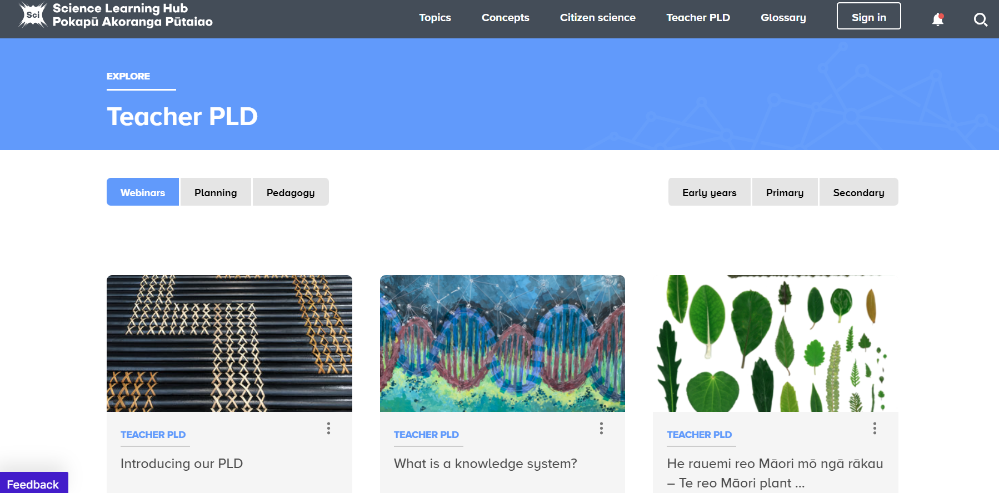 Sci
Science Learning Hub
Pokapū Akoranga Pūtaiao
Topics
Concepts
Citizen science
Teacher PLD
Glossary
Sign in
EXPLORE
Teacher PLD
Webinars
Planning
Pedagogy
Early years
Primary
Secondary
TEACHER PLD
Introducing our PLD
TEACHER PLD
What is a knowledge system?
TEACHER PLD
He rauemi reo Māori mō ngā rākau
– Te reo Māori plant ...
Feedback